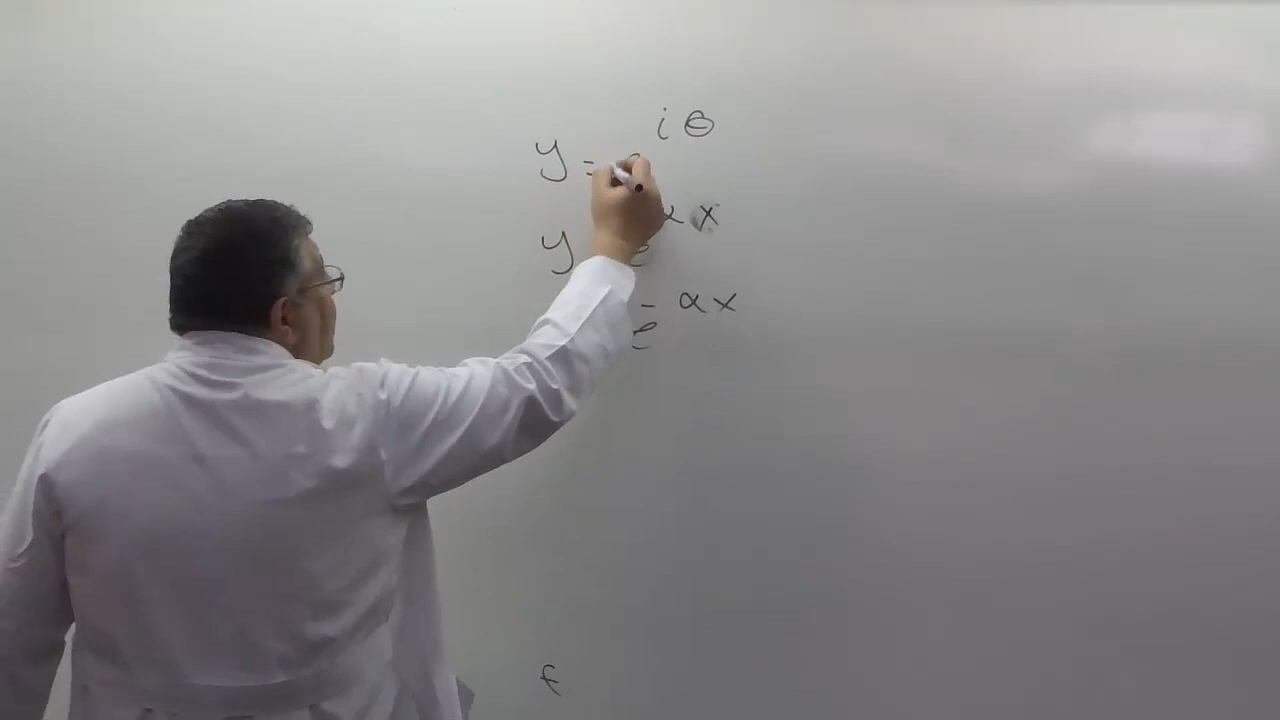 y = e^{iθ}
y e^{αx}
e^{-αx}
f